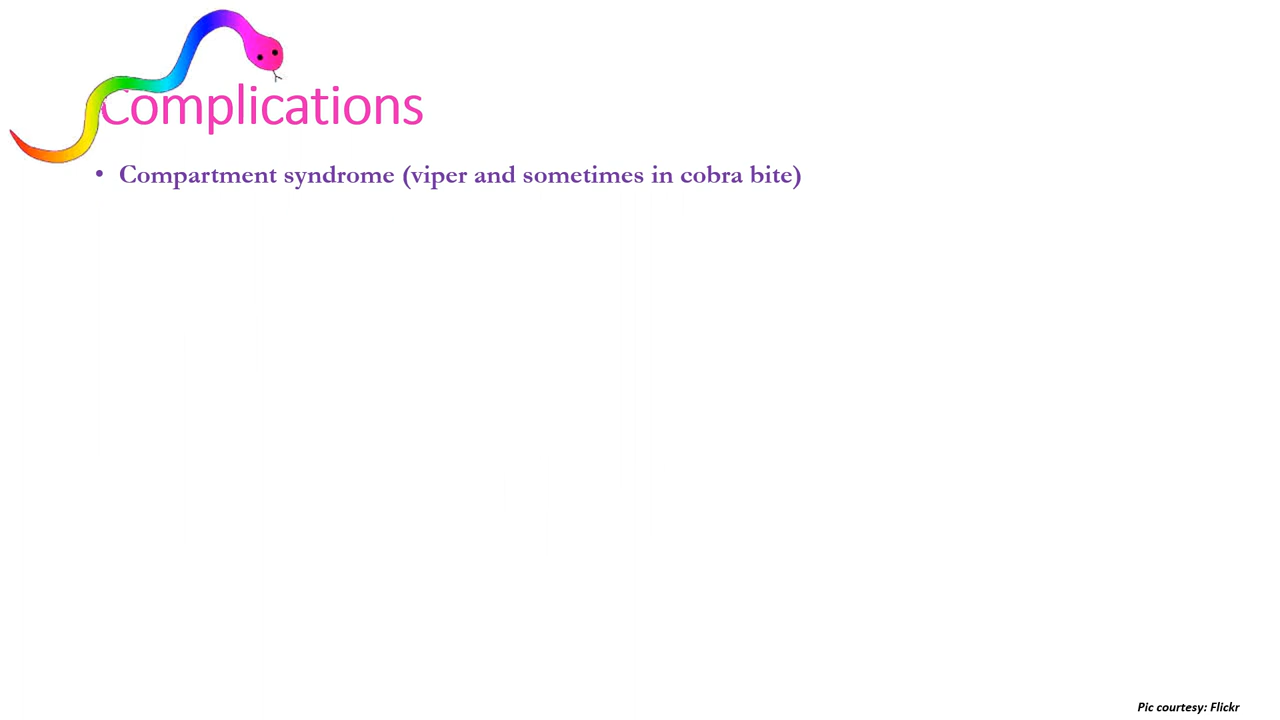 Complications
• Compartment syndrome (viper and sometimes in cobra bite)
Pic courtesy: Flickr